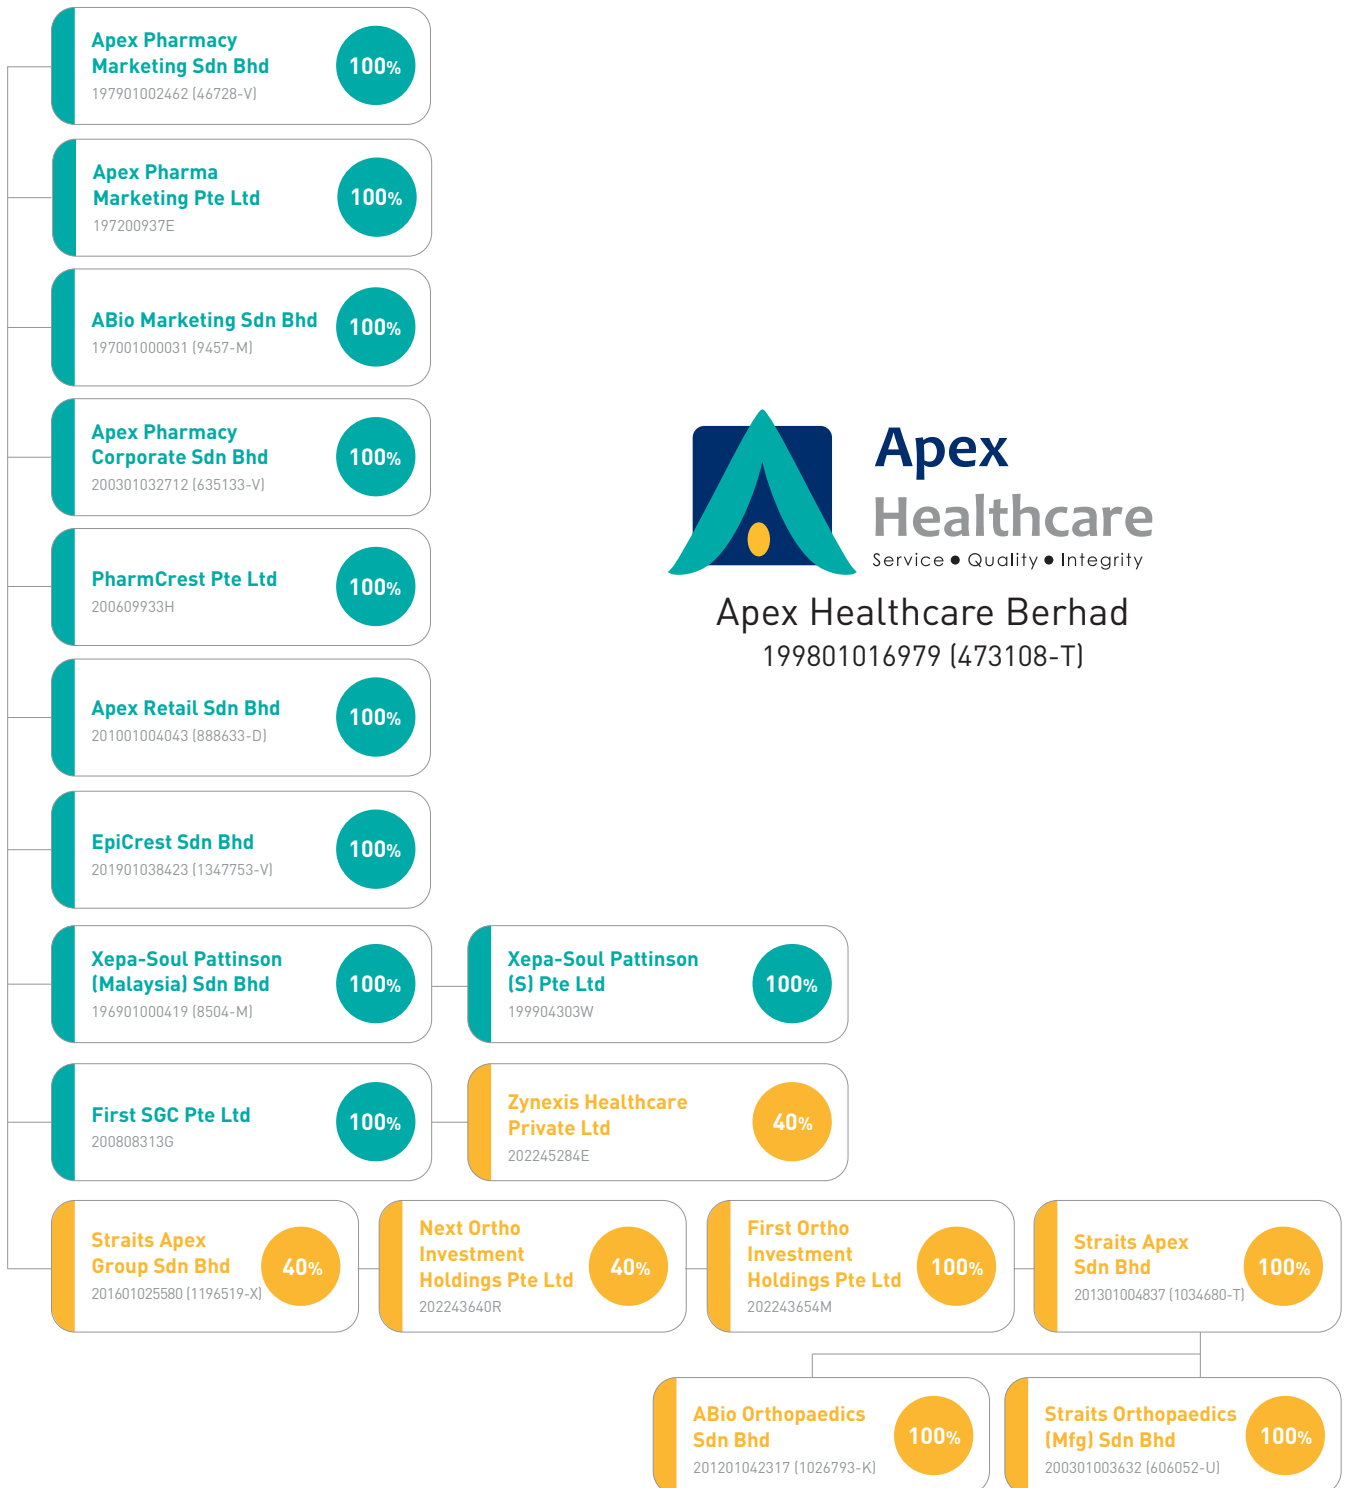 Apex Pharmacy
Marketing Sdn Bhd
197901002462 (46728-V)
100%
Apex Pharma
Marketing Pte Ltd
197200937E
100%
ABio Marketing Sdn Bhd
197001000031 (9457-M)
100%
Apex Pharmacy
Corporate Sdn Bhd
200301032712 (635133-V)
100%
PharmCrest Pte Ltd
200609933H
100%
Apex Retail Sdn Bhd
201001004043 (888633-D)
100%
EpiCrest Sdn Bhd
201901038423 (1347753-V)
100%
Apex
Healthcare
Service ● Quality ● Integrity
Apex Healthcare Berhad
199801016979 (473108-T)
Xepa-Soul Pattinson
(Malaysia) Sdn Bhd
196901000419 (8504-M)
100%
Xepa-Soul Pattinson
(S) Pte Ltd
199904303W
100%
First SGC Pte Ltd
200808313G
100%
Zynexis Healthcare
Private Ltd
202245284E
40%
Straits Apex
Group Sdn Bhd
201601025580 (1196519-X)
40%
Next Ortho
Investment
Holdings Pte Ltd
202243640R
40%
First Ortho
Investment
Holdings Pte Ltd
202243654M
100%
Straits Apex
Sdn Bhd
201301004837 (1034680-T)
100%
ABio Orthopaedics
Sdn Bhd
201201042317 (1026793-K)
100%
Straits Orthopaedics
(Mfg) Sdn Bhd
200301003632 (606052-U)
100%